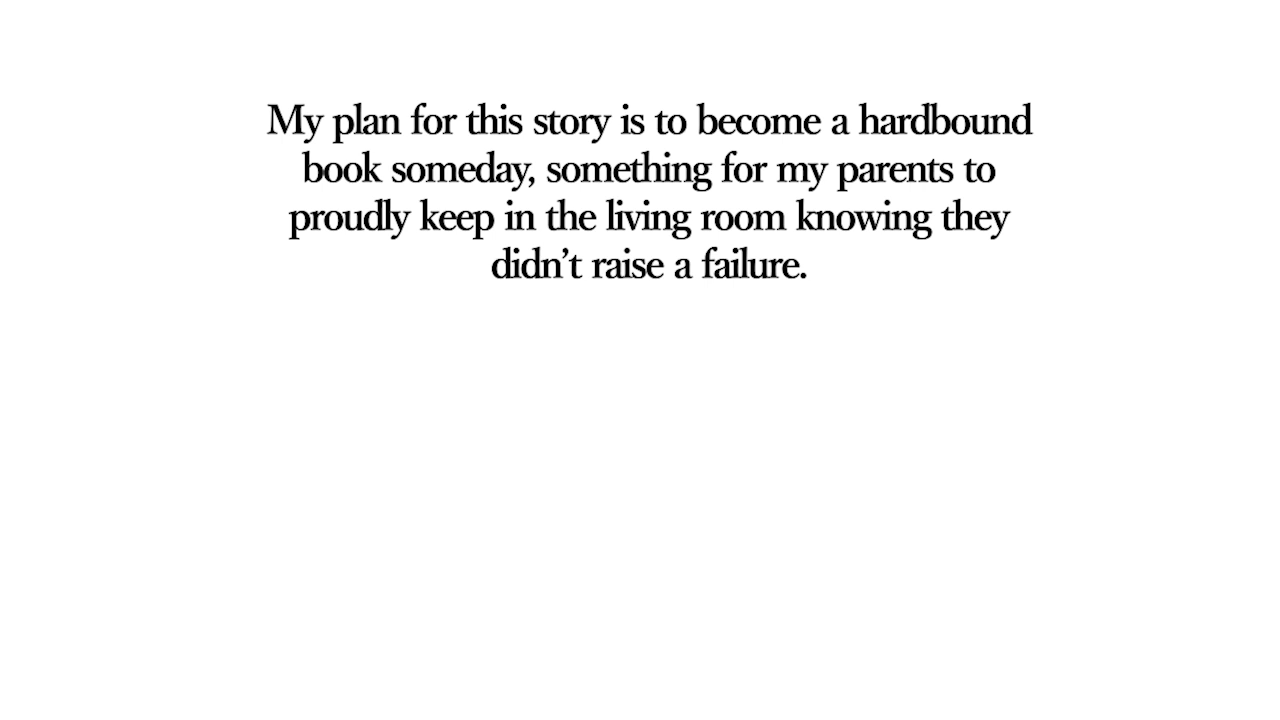 My plan for this story is to become a hardbound
book someday, something for my parents to
proudly keep in the living room knowing they
didn’t raise a failure.